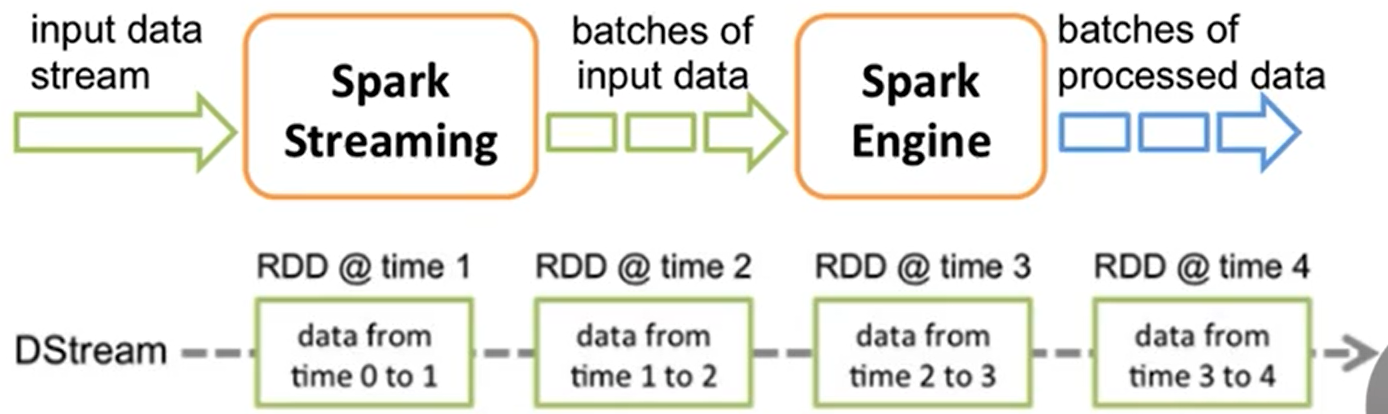 input data
stream
Spark
Streaming
batches of
input data
Spark
Engine
batches of
processed data
RDD @ time 1
RDD @ time 2
RDD @ time 3
RDD @ time 4
DStream
data from
time 0 to 1
data from
time 1 to 2
data from
time 2 to 3
data from
time 3 to 4